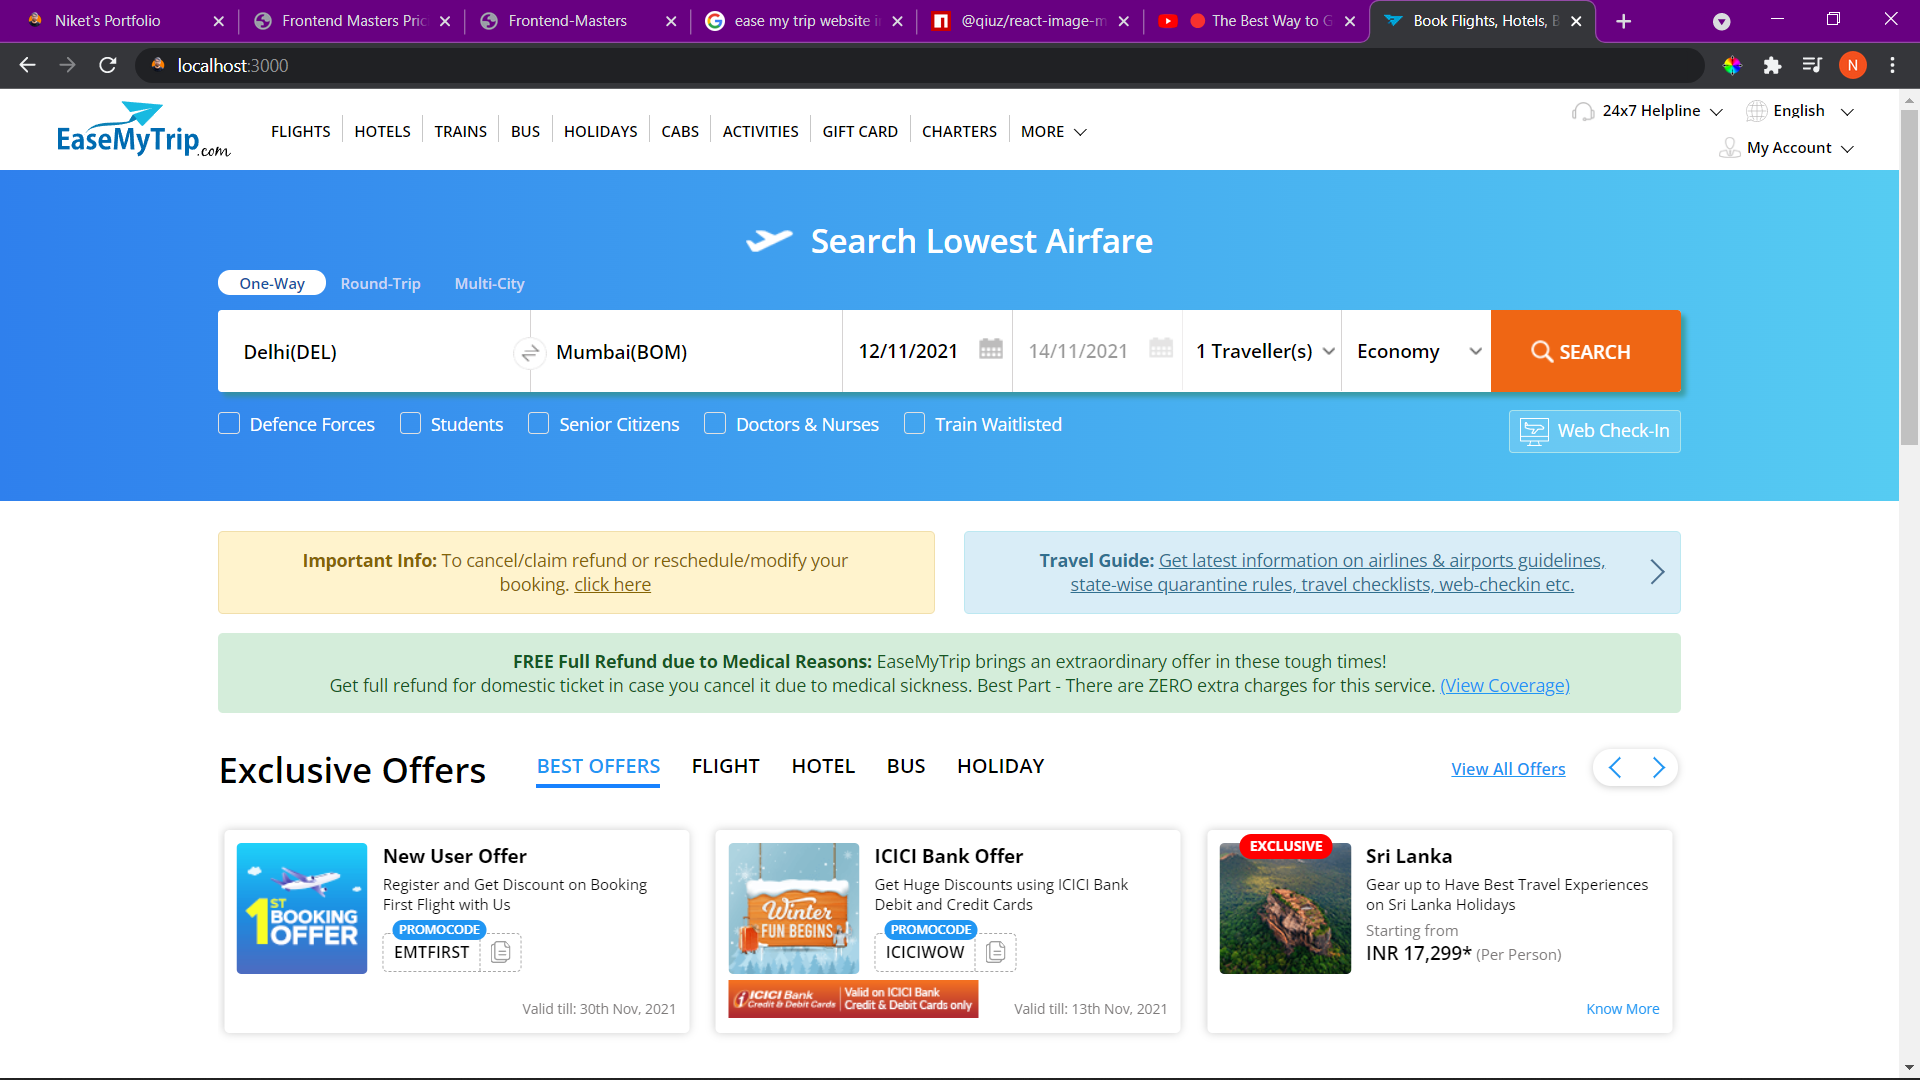 Niket's Portfolio
Frontend Masters Pric
Frontend-Masters
ease my trip website i
@qiuz/react-image-m
The Best Way to G
Book Flights, Hotels, B
localhost:3000
N
EaseMyTrip.com
FLIGHTS HOTELS TRAINS BUS HOLIDAYS CABS ACTIVITIES GIFT CARD CHARTERS MORE
24x7 Helpline English
My Account
Search Lowest Airfare
One-Way Round-Trip Multi-City
Delhi(DEL) Mumbai(BOM) 12/11/2021 14/11/2021 1 Traveller(s) Economy SEARCH
Defence Forces Students Senior Citizens Doctors & Nurses Train Waitlisted
Web Check-In
Important Info: To cancel/claim refund or reschedule/modify your
booking. click here
Travel Guide: Get latest information on airlines & airports guidelines,
state-wise quarantine rules, travel checklists, web-checkin etc.
FREE Full Refund due to Medical Reasons: EaseMyTrip brings an extraordinary offer in these tough times!
Get full refund for domestic ticket in case you cancel it due to medical sickness. Best Part - There are ZERO extra charges for this service. (View Coverage)
Exclusive Offers
BEST OFFERS FLIGHT HOTEL BUS HOLIDAY
View All Offers
1ST BOOKING OFFER
New User Offer
Register and Get Discount on Booking
First Flight with Us
PROMOCODE
EMTFIRST
Valid till: 30th Nov, 2021
Winter
FUN BEGINS
ICICI Bank Offer
Get Huge Discounts using ICICI Bank
Debit and Credit Cards
PROMOCODE
ICICIWOW
ICICI Bank
Credit & Debit Cards
Valid on ICICI Bank
Credit & Debit Cards only
Valid till: 13th Nov, 2021
EXCLUSIVE
Sri Lanka
Gear up to Have Best Travel Experiences
on Sri Lanka Holidays
Starting from
INR 17,299* (Per Person)
Know More